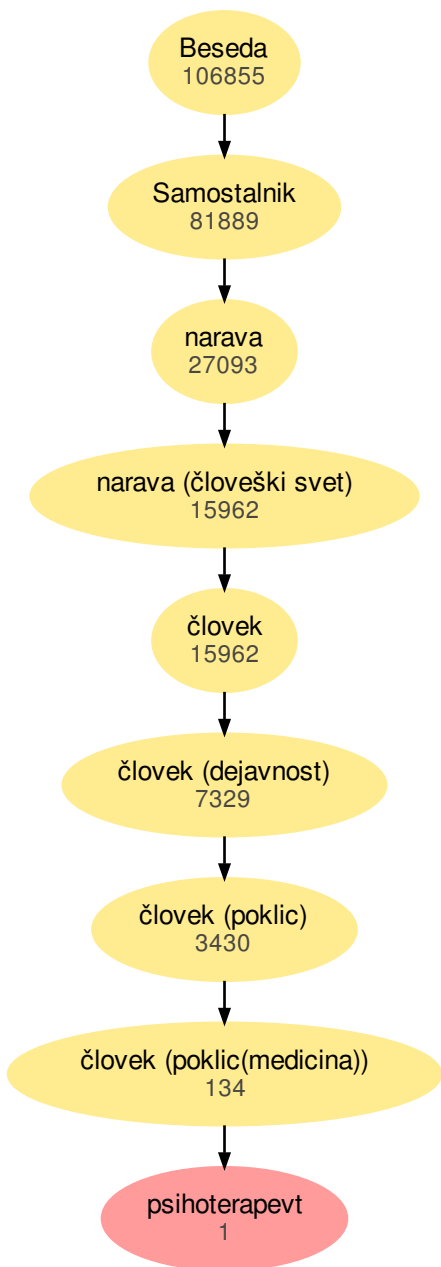 Beseda
106855
Samostalnik
81889
narava
27093
narava (človeški svet)
15962
človek
15962
človek (dejavnost)
7329
človek (poklic)
3430
človek (poklic(medicina))
134
psihoterapevt
1